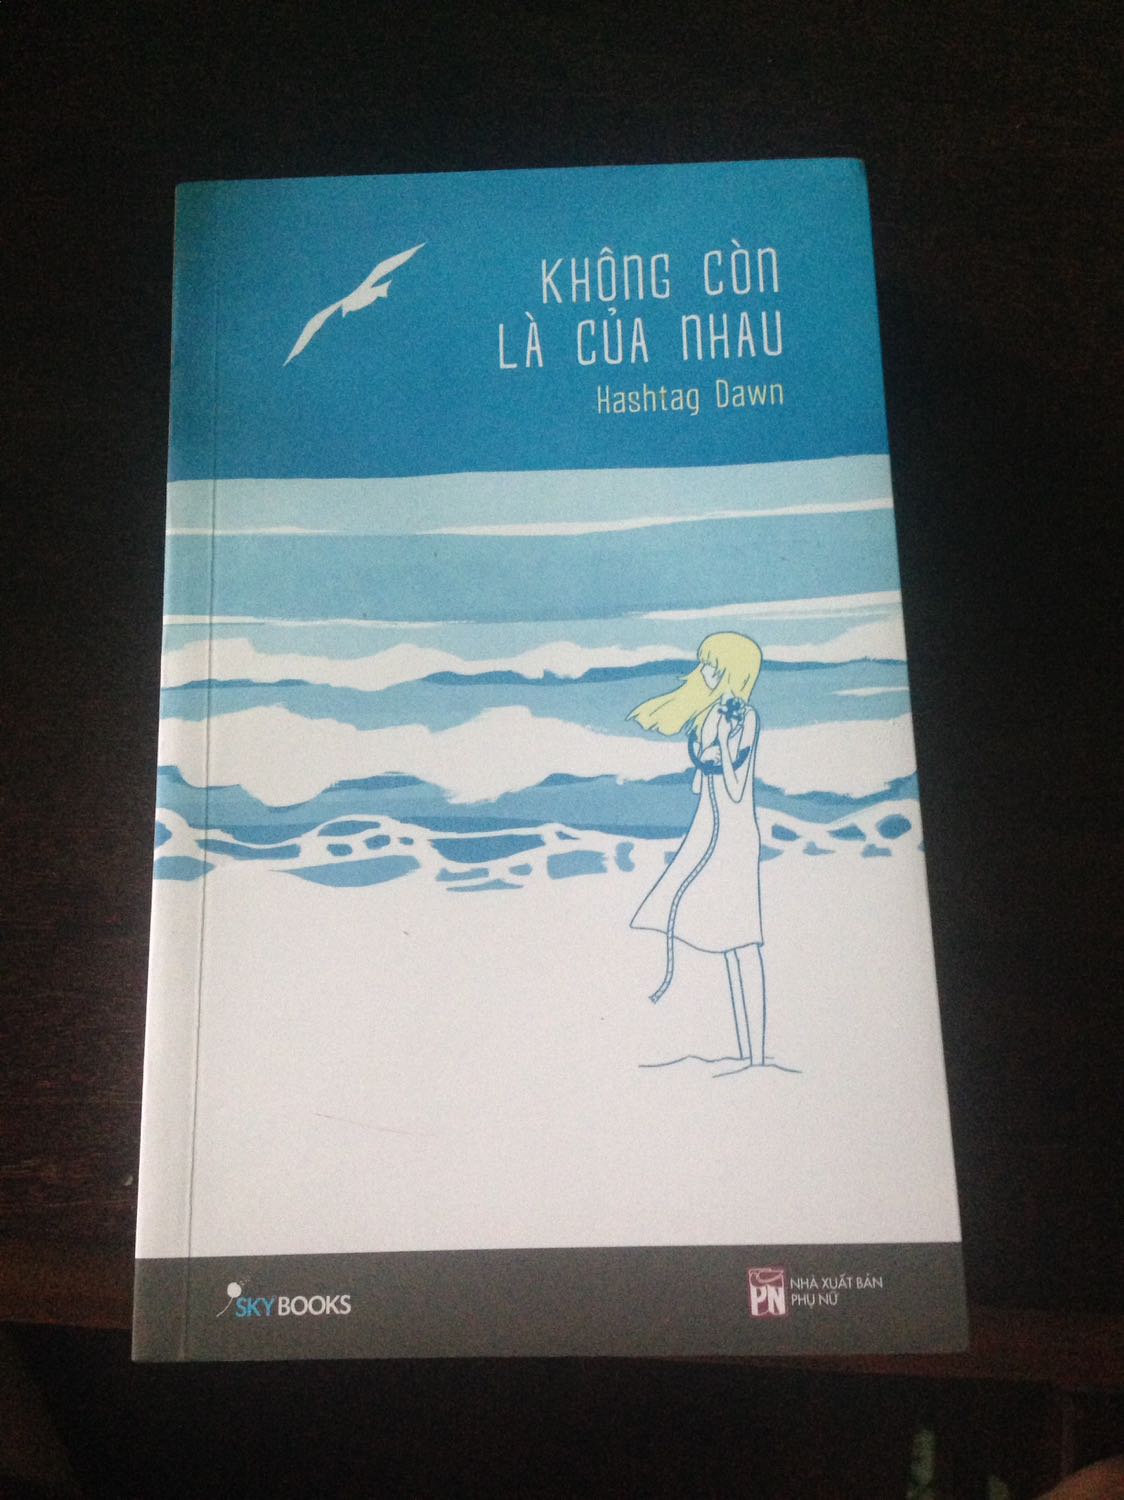 KHÔNG CÒN
LÀ CỦA NHAU
Hashtag Dawn
SKYBOOKS
PN
NHÀ XUẤT BẢN
PHỤ NỮ